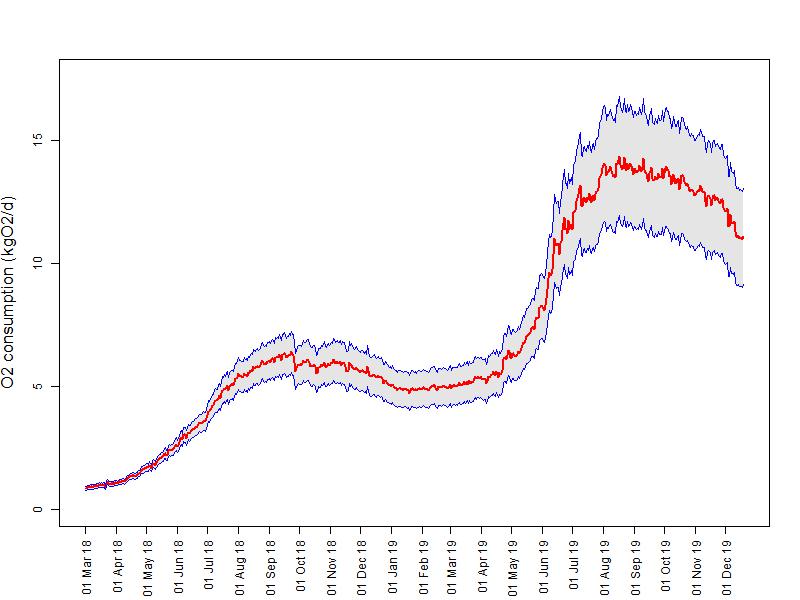 O2 consumption (kgO2/d)
15
10
5
0
01 Mar 18
01 Apr 18
01 May 18
01 Jun 18
01 Jul 18
01 Aug 18
01 Sep 18
01 Oct 18
01 Nov 18
01 Dec 18
01 Jan 19
01 Feb 19
01 Mar 19
01 Apr 19
01 May 19
01 Jun 19
01 Jul 19
01 Aug 19
01 Sep 19
01 Oct 19
01 Nov 19
01 Dec 19